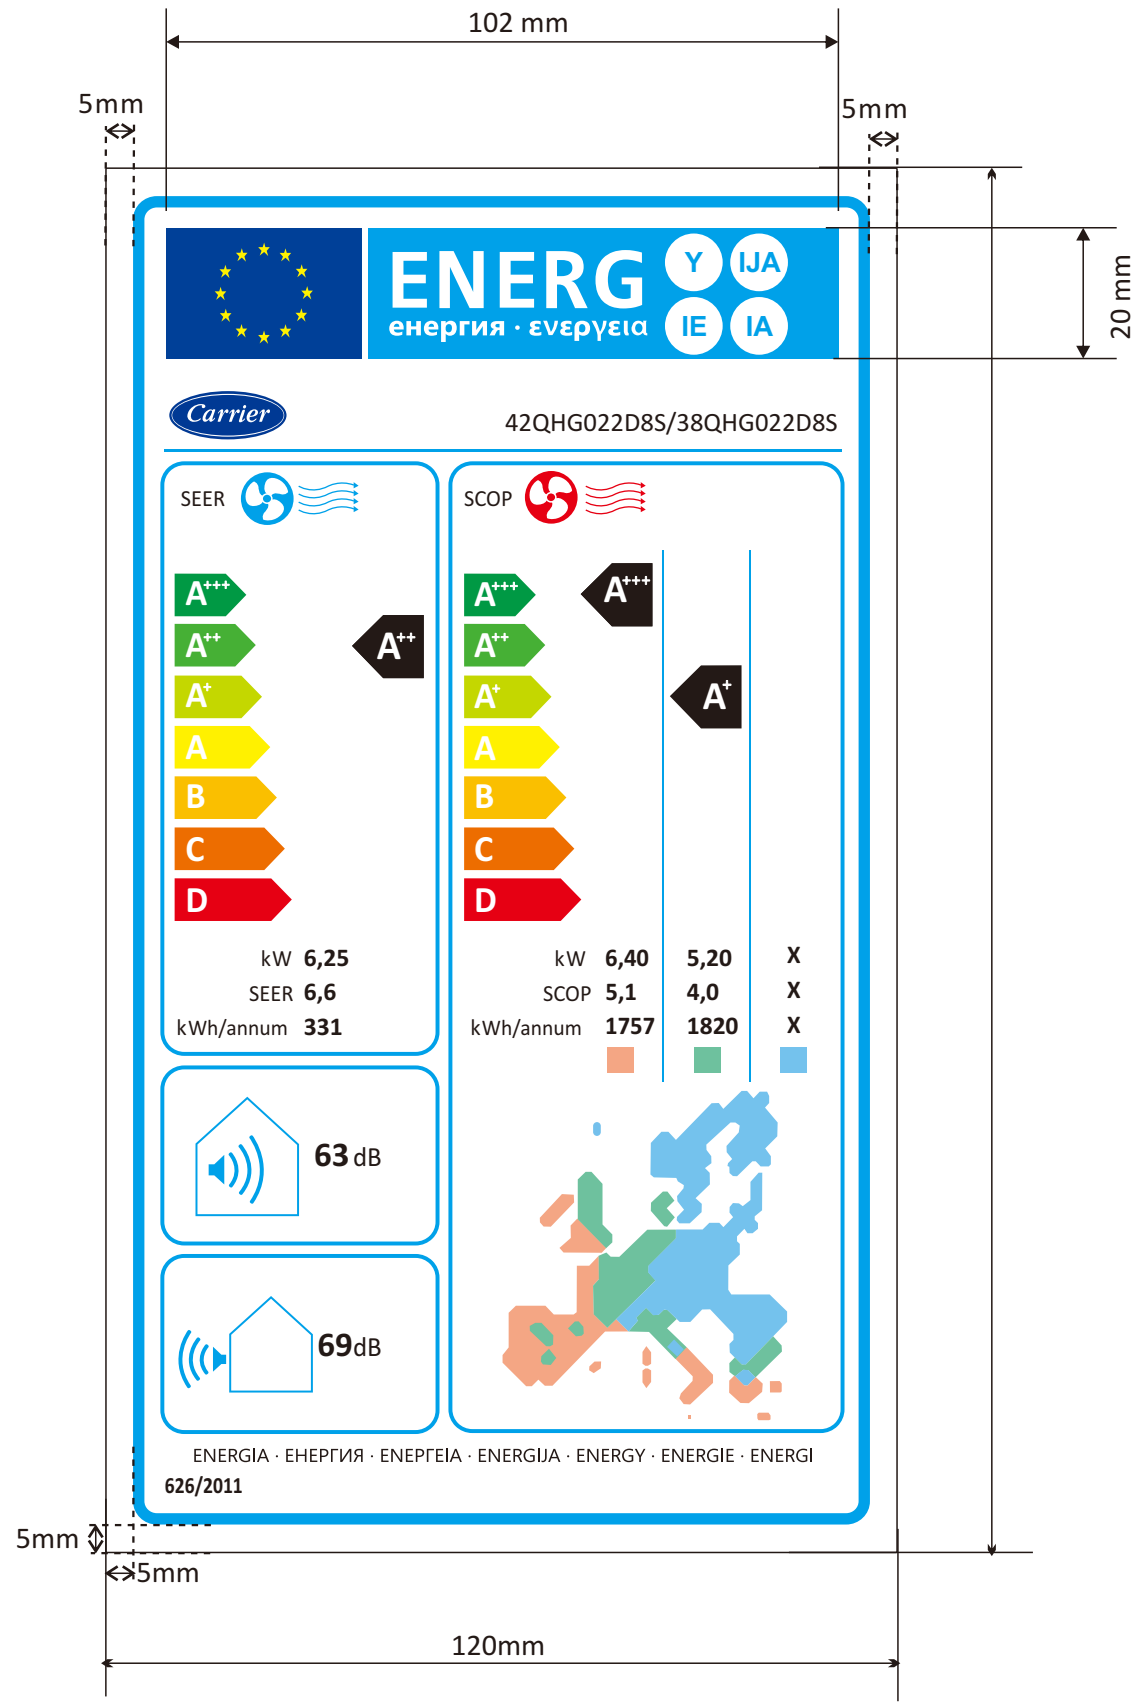 102 mm
5mm
5mm
20 mm
ENERG
Y
IJA
IE
IA
енергия · ενεργεια
Carrier
42QHG022D8S/38QHG022D8S
SEER
A+++
A++
A+
A
B
C
D
A++
kW 6,25
SEER 6,6
kWh/annum 331
SCOP
A+++
A++
A+
A
B
C
D
A+++
A+
kW 6,40 5,20 X
SCOP 5,1 4,0 X
kWh/annum 1757 1820 X
63 dB
69dB
ENERGIA · ЕНЕРГИЯ · ΕΝΕΡΓΕΙΑ · ENERGIJA · ENERGY · ENERGIE · ENERGI
626/2011
5mm
5mm
120mm